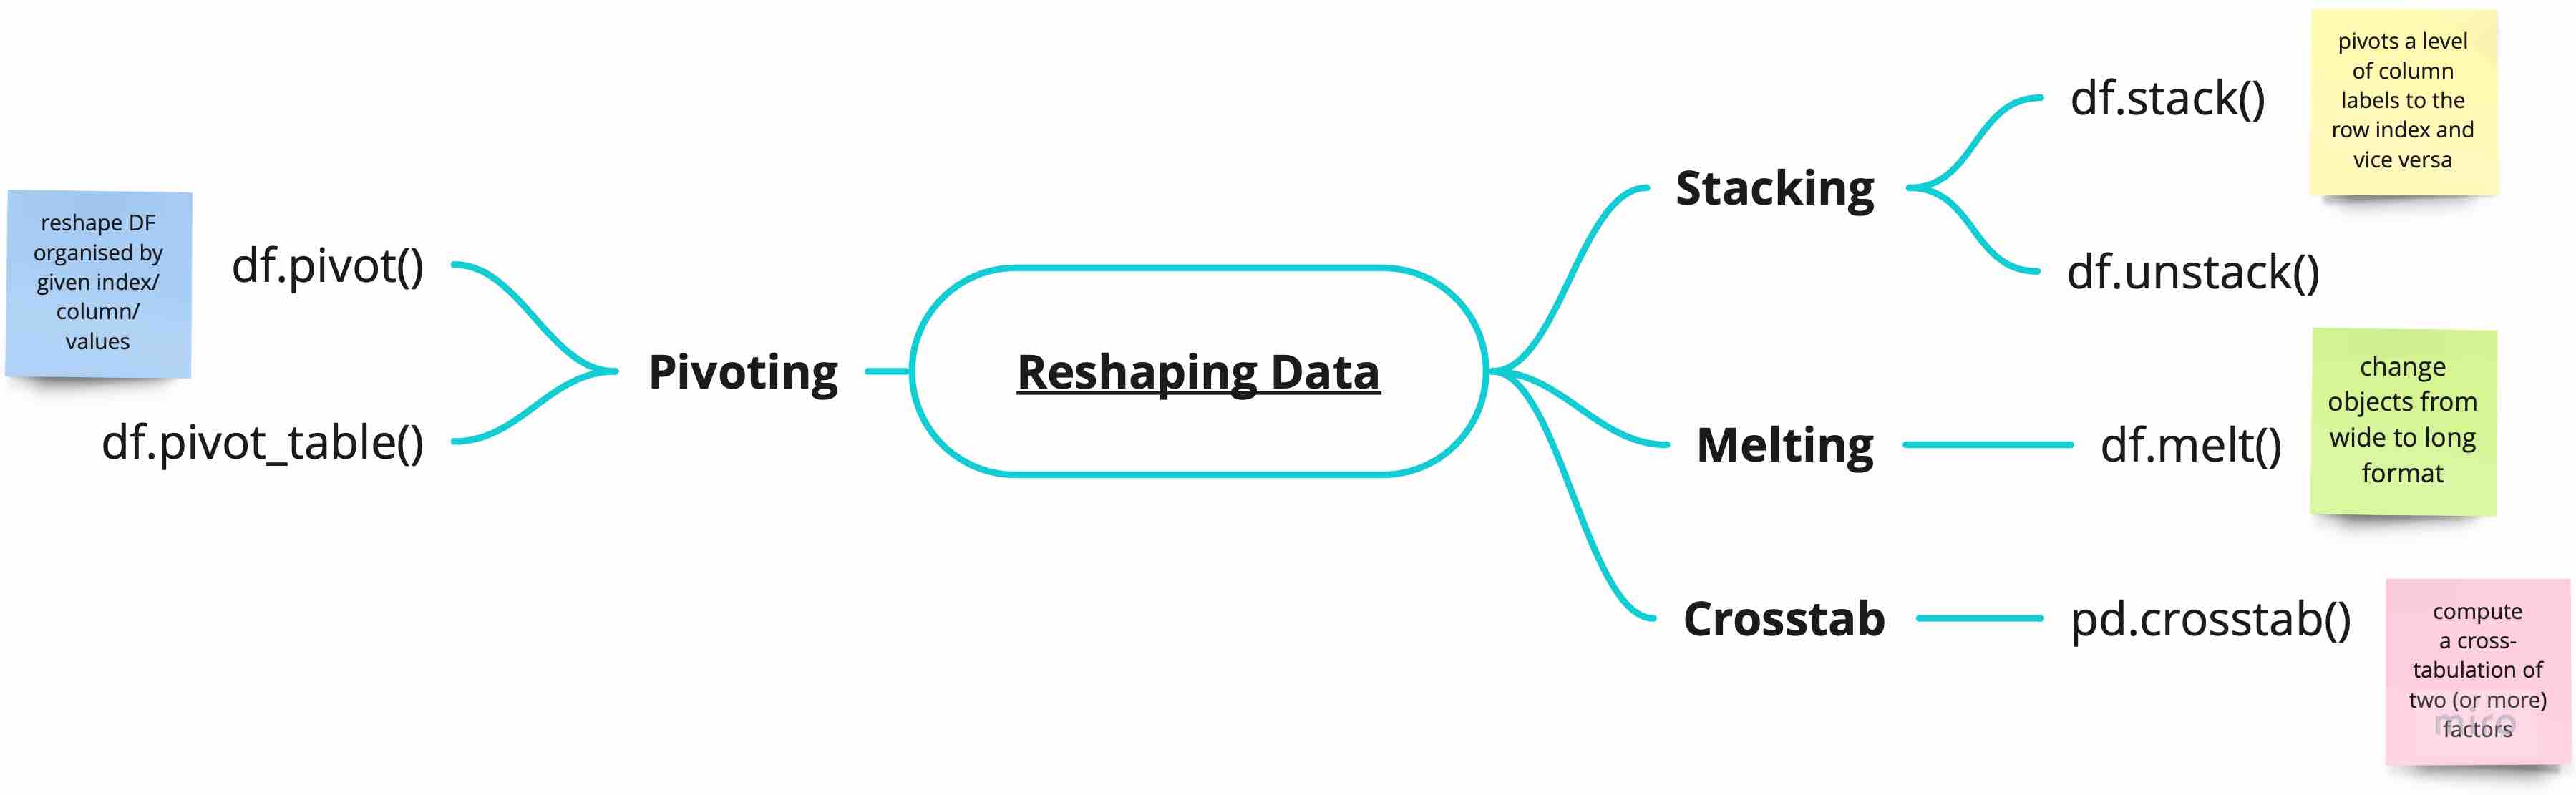 Reshaping Data
Pivoting
df.pivot()
reshape DF
organised by
given index/
column/
values
df.pivot_table()
Stacking
df.stack()
pivots a level
of column
labels to the
row index and
vice versa
df.unstack()
Melting
df.melt()
change
objects from
wide to long
format
Crosstab
pd.crosstab()
compute
a cross-
tabulation of
two (or more)
factors
miro